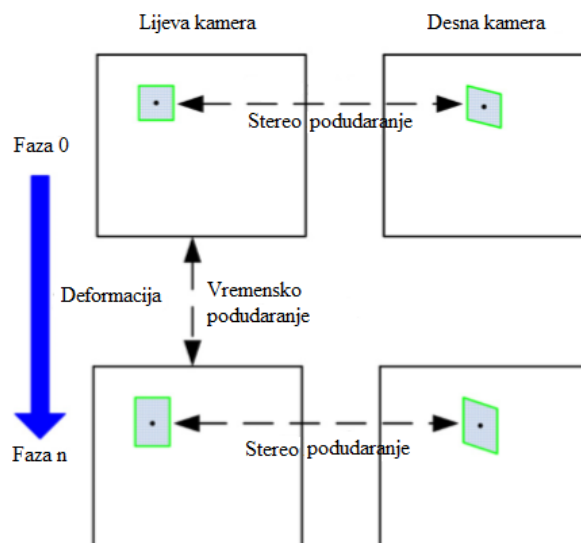 Lijeva kamera
Desna kamera
Stereo podudaranje
Faza 0
Deformacija
Vremensko
podudaranje
Faza n
Stereo podudaranje